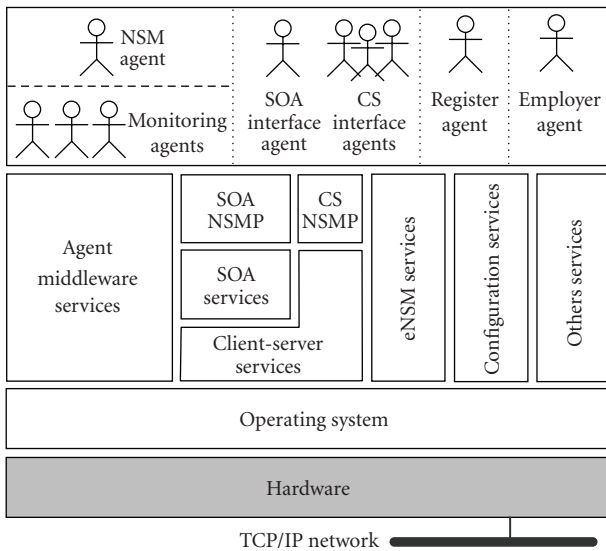 NSM
agent
Monitoring
agents
SOA
interface
agent
CS
interface
agents
Register
agent
Employer
agent
Agent
middleware
services
SOA
NSMP
CS
NSMP
SOA
services
Client-server
services
eNSM services
Configuration services
Others services
Operating system
Hardware
TCP/IP network